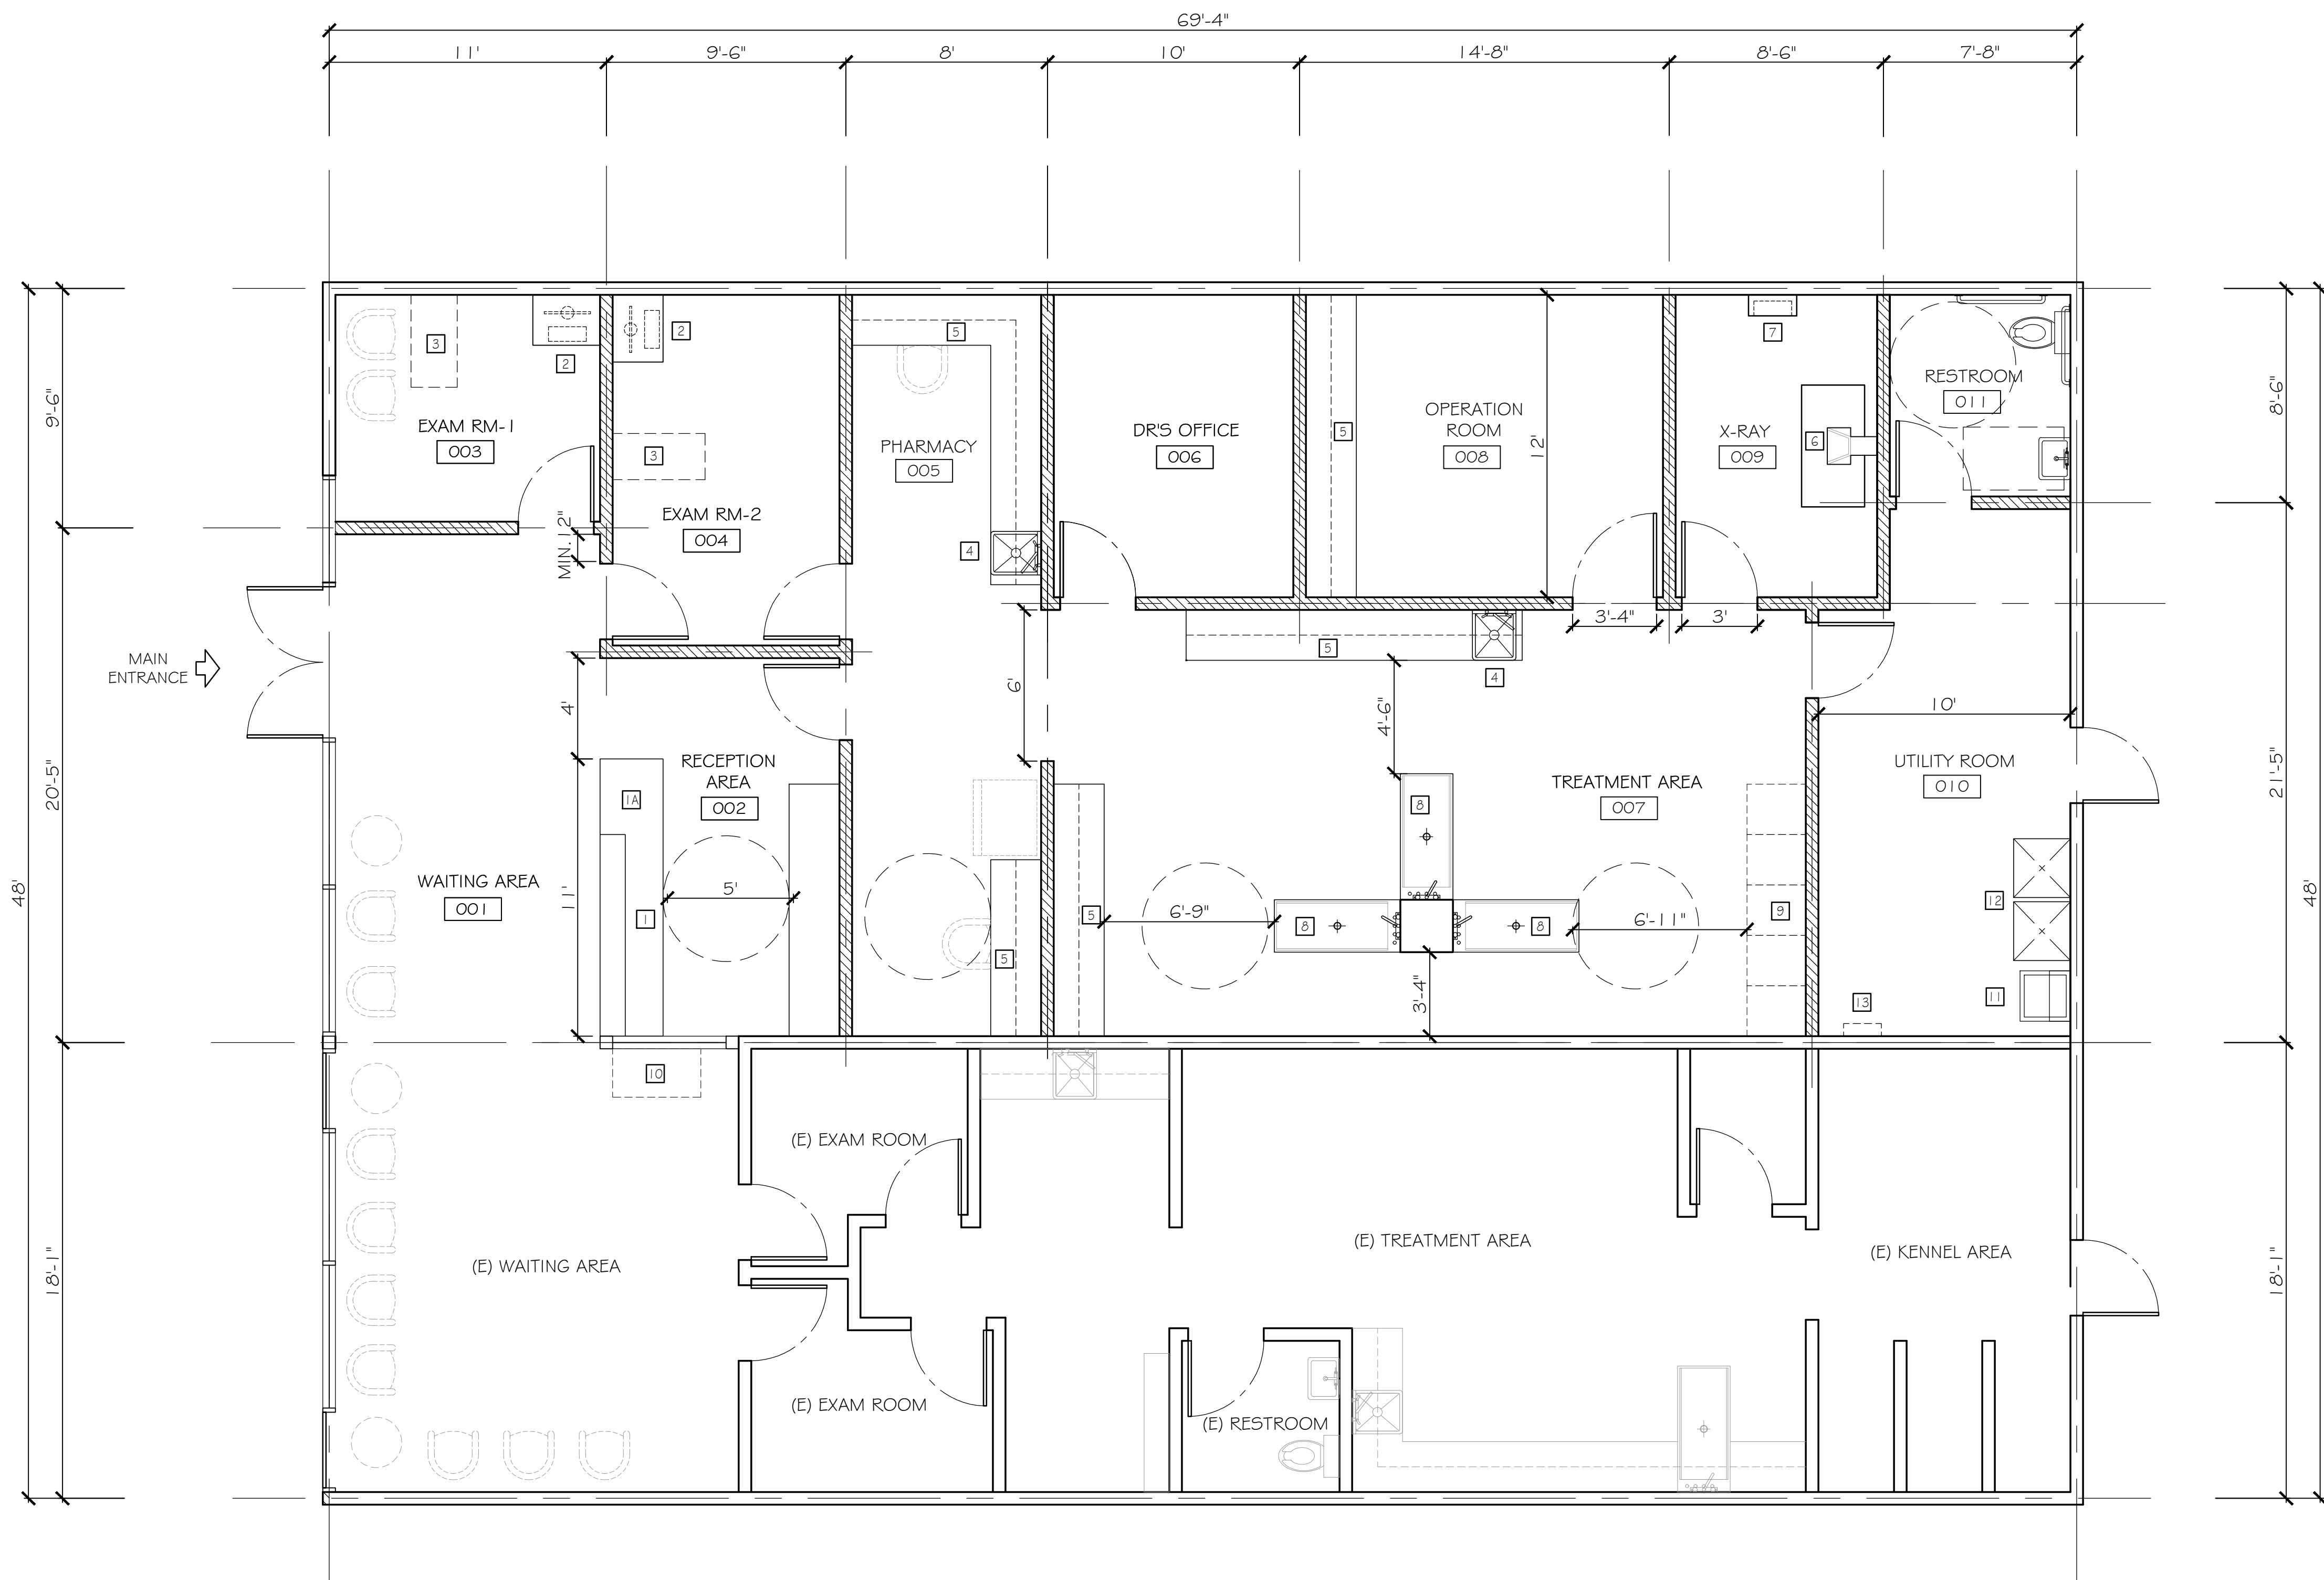 69'-4"
11'
9'-6"
8'
10'
14'-8"
8'-6"
7'-8"
48'
9'-6"
20'-5"
18'-1"
8'-6"
21'-5"
18'-1"
48'
MAIN
ENTRANCE
3
2
EXAM RM-1
003
MIN. 12"
2
3
EXAM RM-2
004
5
PHARMACY
005
4
DR'S OFFICE
006
5
OPERATION
ROOM
008
12'
7
X-RAY
009
6
RESTROOM
011
3'-4"
3'
5
4
4'
6'
4'-6"
10'
RECEPTION
AREA
002
1A
1
11'
5'
WAITING AREA
001
5
5
6'-9"
8
8
8
3'-4"
TREATMENT AREA
007
6'-11"
9
UTILITY ROOM
010
12
11
13
10
(E) EXAM ROOM
(E) WAITING AREA
(E) TREATMENT AREA
(E) KENNEL AREA
(E) EXAM ROOM
(E) RESTROOM